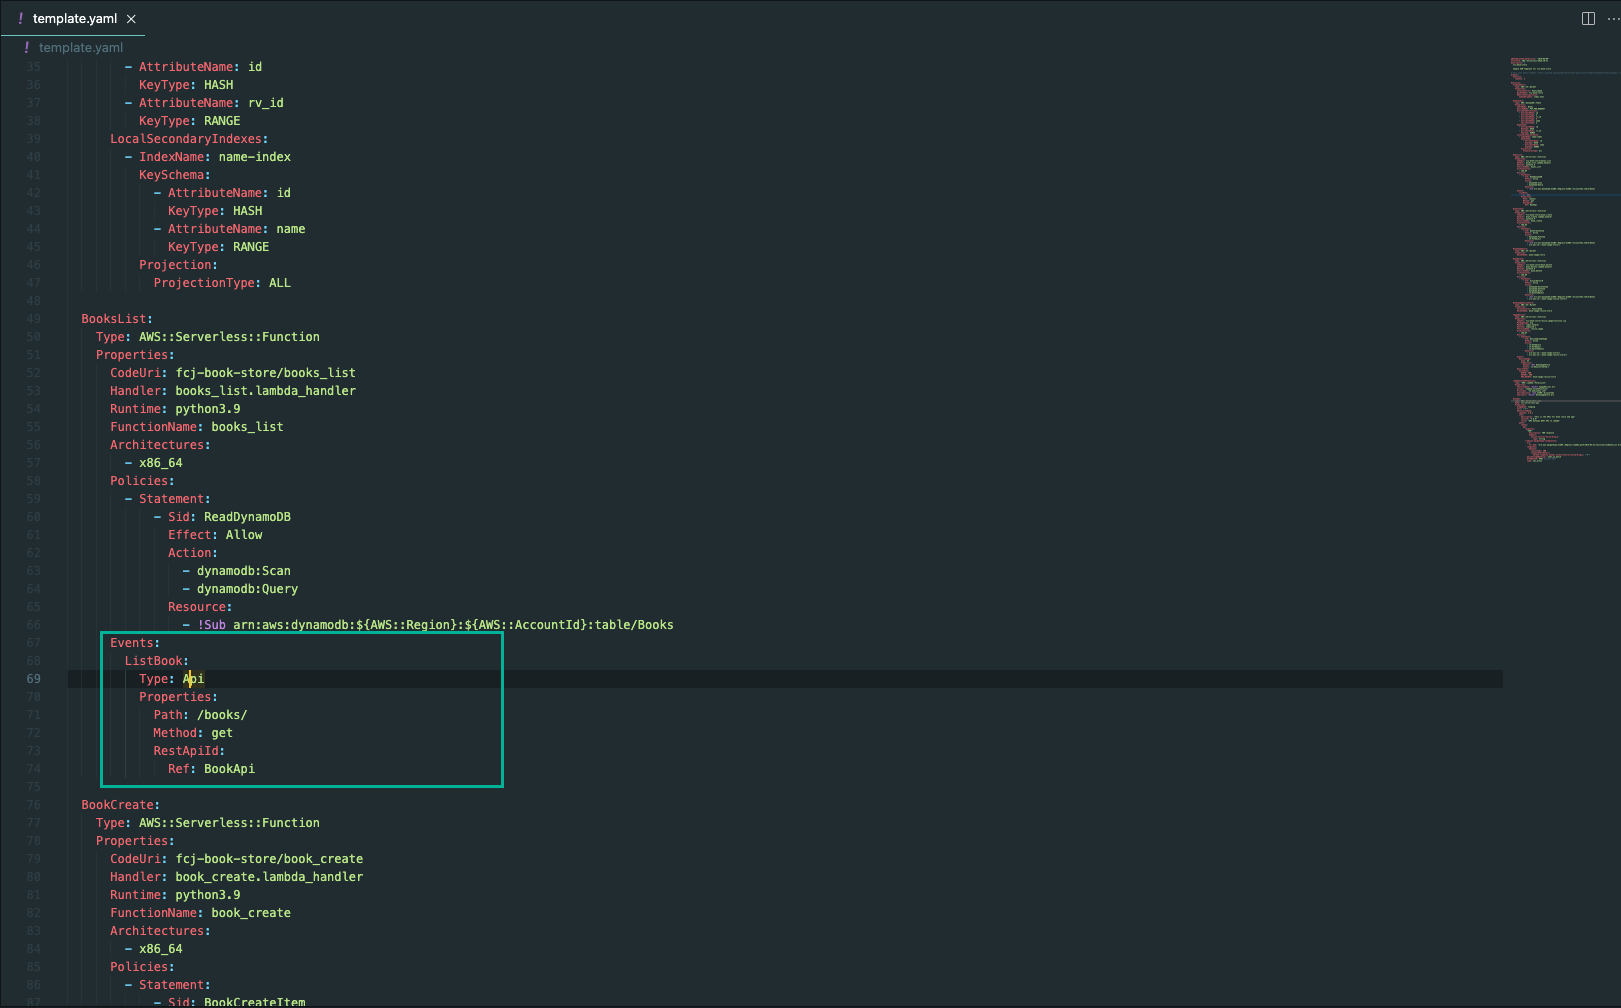 ! template.yaml ×
! template.yaml
35 - AttributeName: id
36 KeyType: HASH
37 - AttributeName: rv_id
38 KeyType: RANGE
39 LocalSecondaryIndexes:
40 - IndexName: name-index
41 KeySchema:
42 - AttributeName: id
43 KeyType: HASH
44 - AttributeName: name
45 KeyType: RANGE
46 Projection:
47 ProjectionType: ALL
48
49 BooksList:
50 Type: AWS::Serverless::Function
51 Properties:
52 CodeUri: fcj-book-store/books_list
53 Handler: books_list.lambda_handler
54 Runtime: python3.9
55 FunctionName: books_list
56 Architectures:
57 - x86_64
58 Policies:
59 - Statement:
60 - Sid: ReadDynamoDB
61 Effect: Allow
62 Action:
63 - dynamodb:Scan
64 - dynamodb:Query
65 Resource:
66 - !Sub arn:aws:dynamodb:${AWS::Region}:${AWS::AccountId}:table/Books
67 Events:
68 ListBook:
69 Type: Api
70 Properties:
71 Path: /books/
72 Method: get
73 RestApiId:
74 Ref: BookApi
75
76 BookCreate:
77 Type: AWS::Serverless::Function
78 Properties:
79 CodeUri: fcj-book-store/book_create
80 Handler: book_create.lambda_handler
81 Runtime: python3.9
82 FunctionName: book_create
83 Architectures:
84 - x86_64
85 Policies:
86 - Statement:
87 - Sid: BookCreateItem